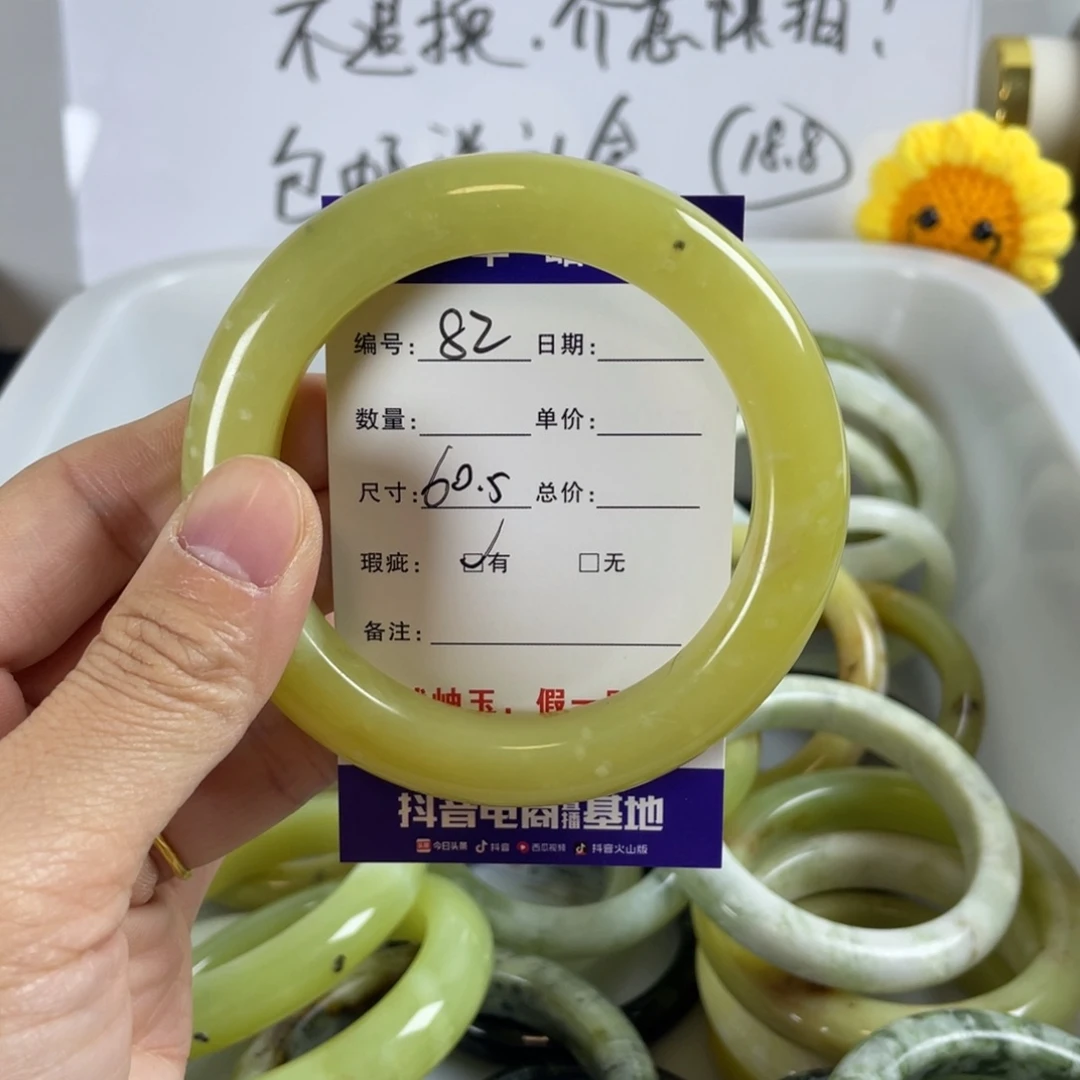 不退换.介意慎拍!
包邮送礼盒 18.8
编号: 82 日期:
数量: 单价:
尺寸: 60.5 总价:
瑕疵: 有 □无
备注:
岫玉, 假一
抖音电商直播基地
今日头条 抖音 西瓜视频 抖音火山版